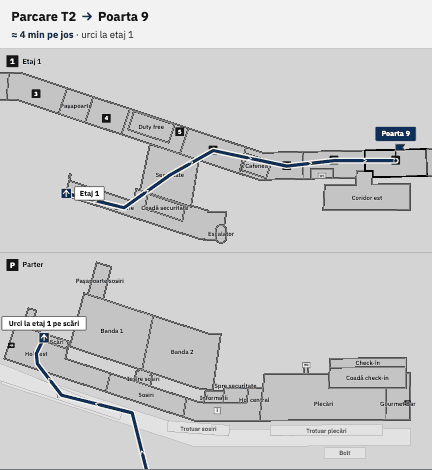 Parcare T2 → Poarta 9
≈ 4 min pe jos · urci la etaj 1
1 Etaj 1
3
Pașapoarte
4
Duty free
5
Poarta 9
Cafenea
Securitate
Etaj 1
Coadă securitate
Coridor est
Escalator
P Parter
Pașapoarte sosiri
Urci la etaj 1 pe scări
Banda 1
Scări
Hol vest
Banda 2
Ieșire sosiri
Sosiri
Spre securitate
Informații
i
Hol central
Check-in
Coadă check-in
Plecări
Gourmet
Trotuar sosiri
Trotuar plecări
Bolt